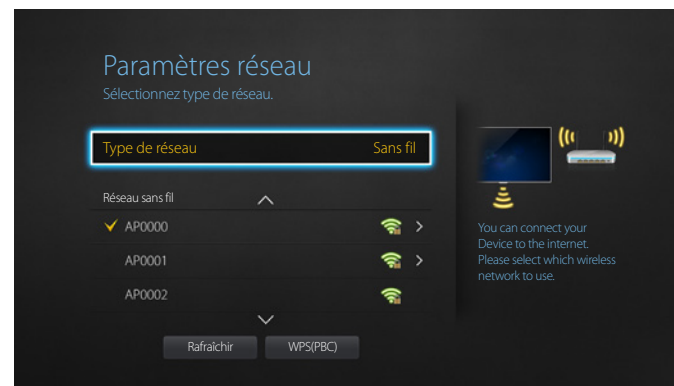 Paramètres réseau
Sélectionnez type de réseau.
Type de réseau Sans fil
Réseau sans fil
AP0000
AP0001
AP0002
Rafraîchir WPS(PBC)
You can connect your
Device to the internet.
Please select which wireless
network to use.